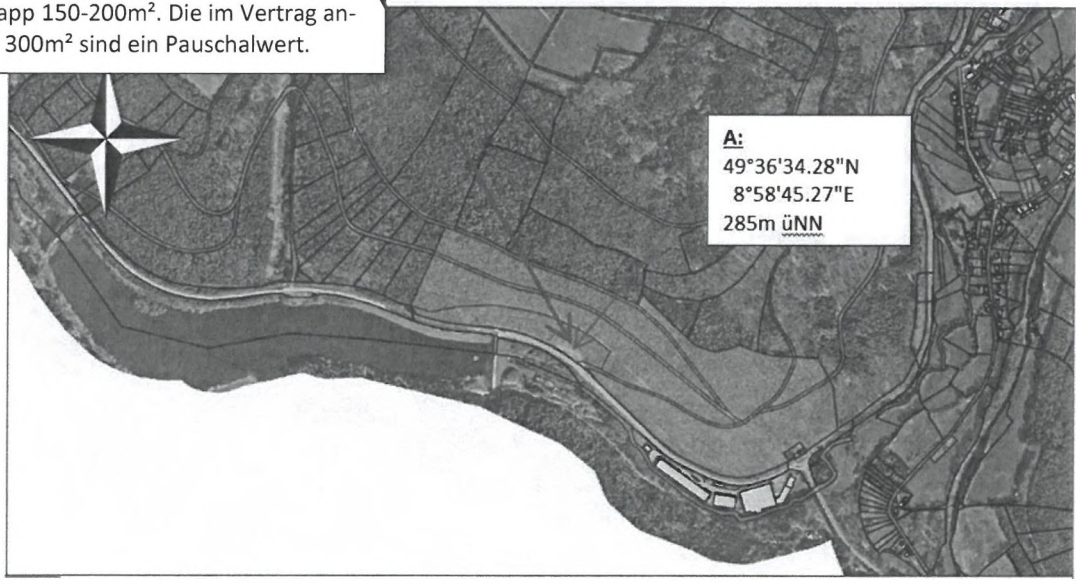 app 150-200m². Die im Vertrag an-
300m² sind ein Pauschalwert.
A:
49°36'34.28"N
8°58'45.27"E
285m üNN